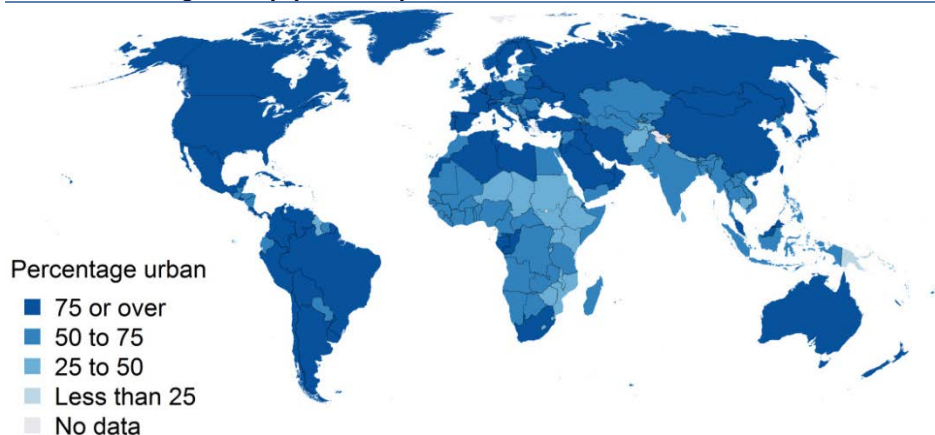 Percentage urban
75 or over
50 to 75
25 to 50
Less than 25
No data